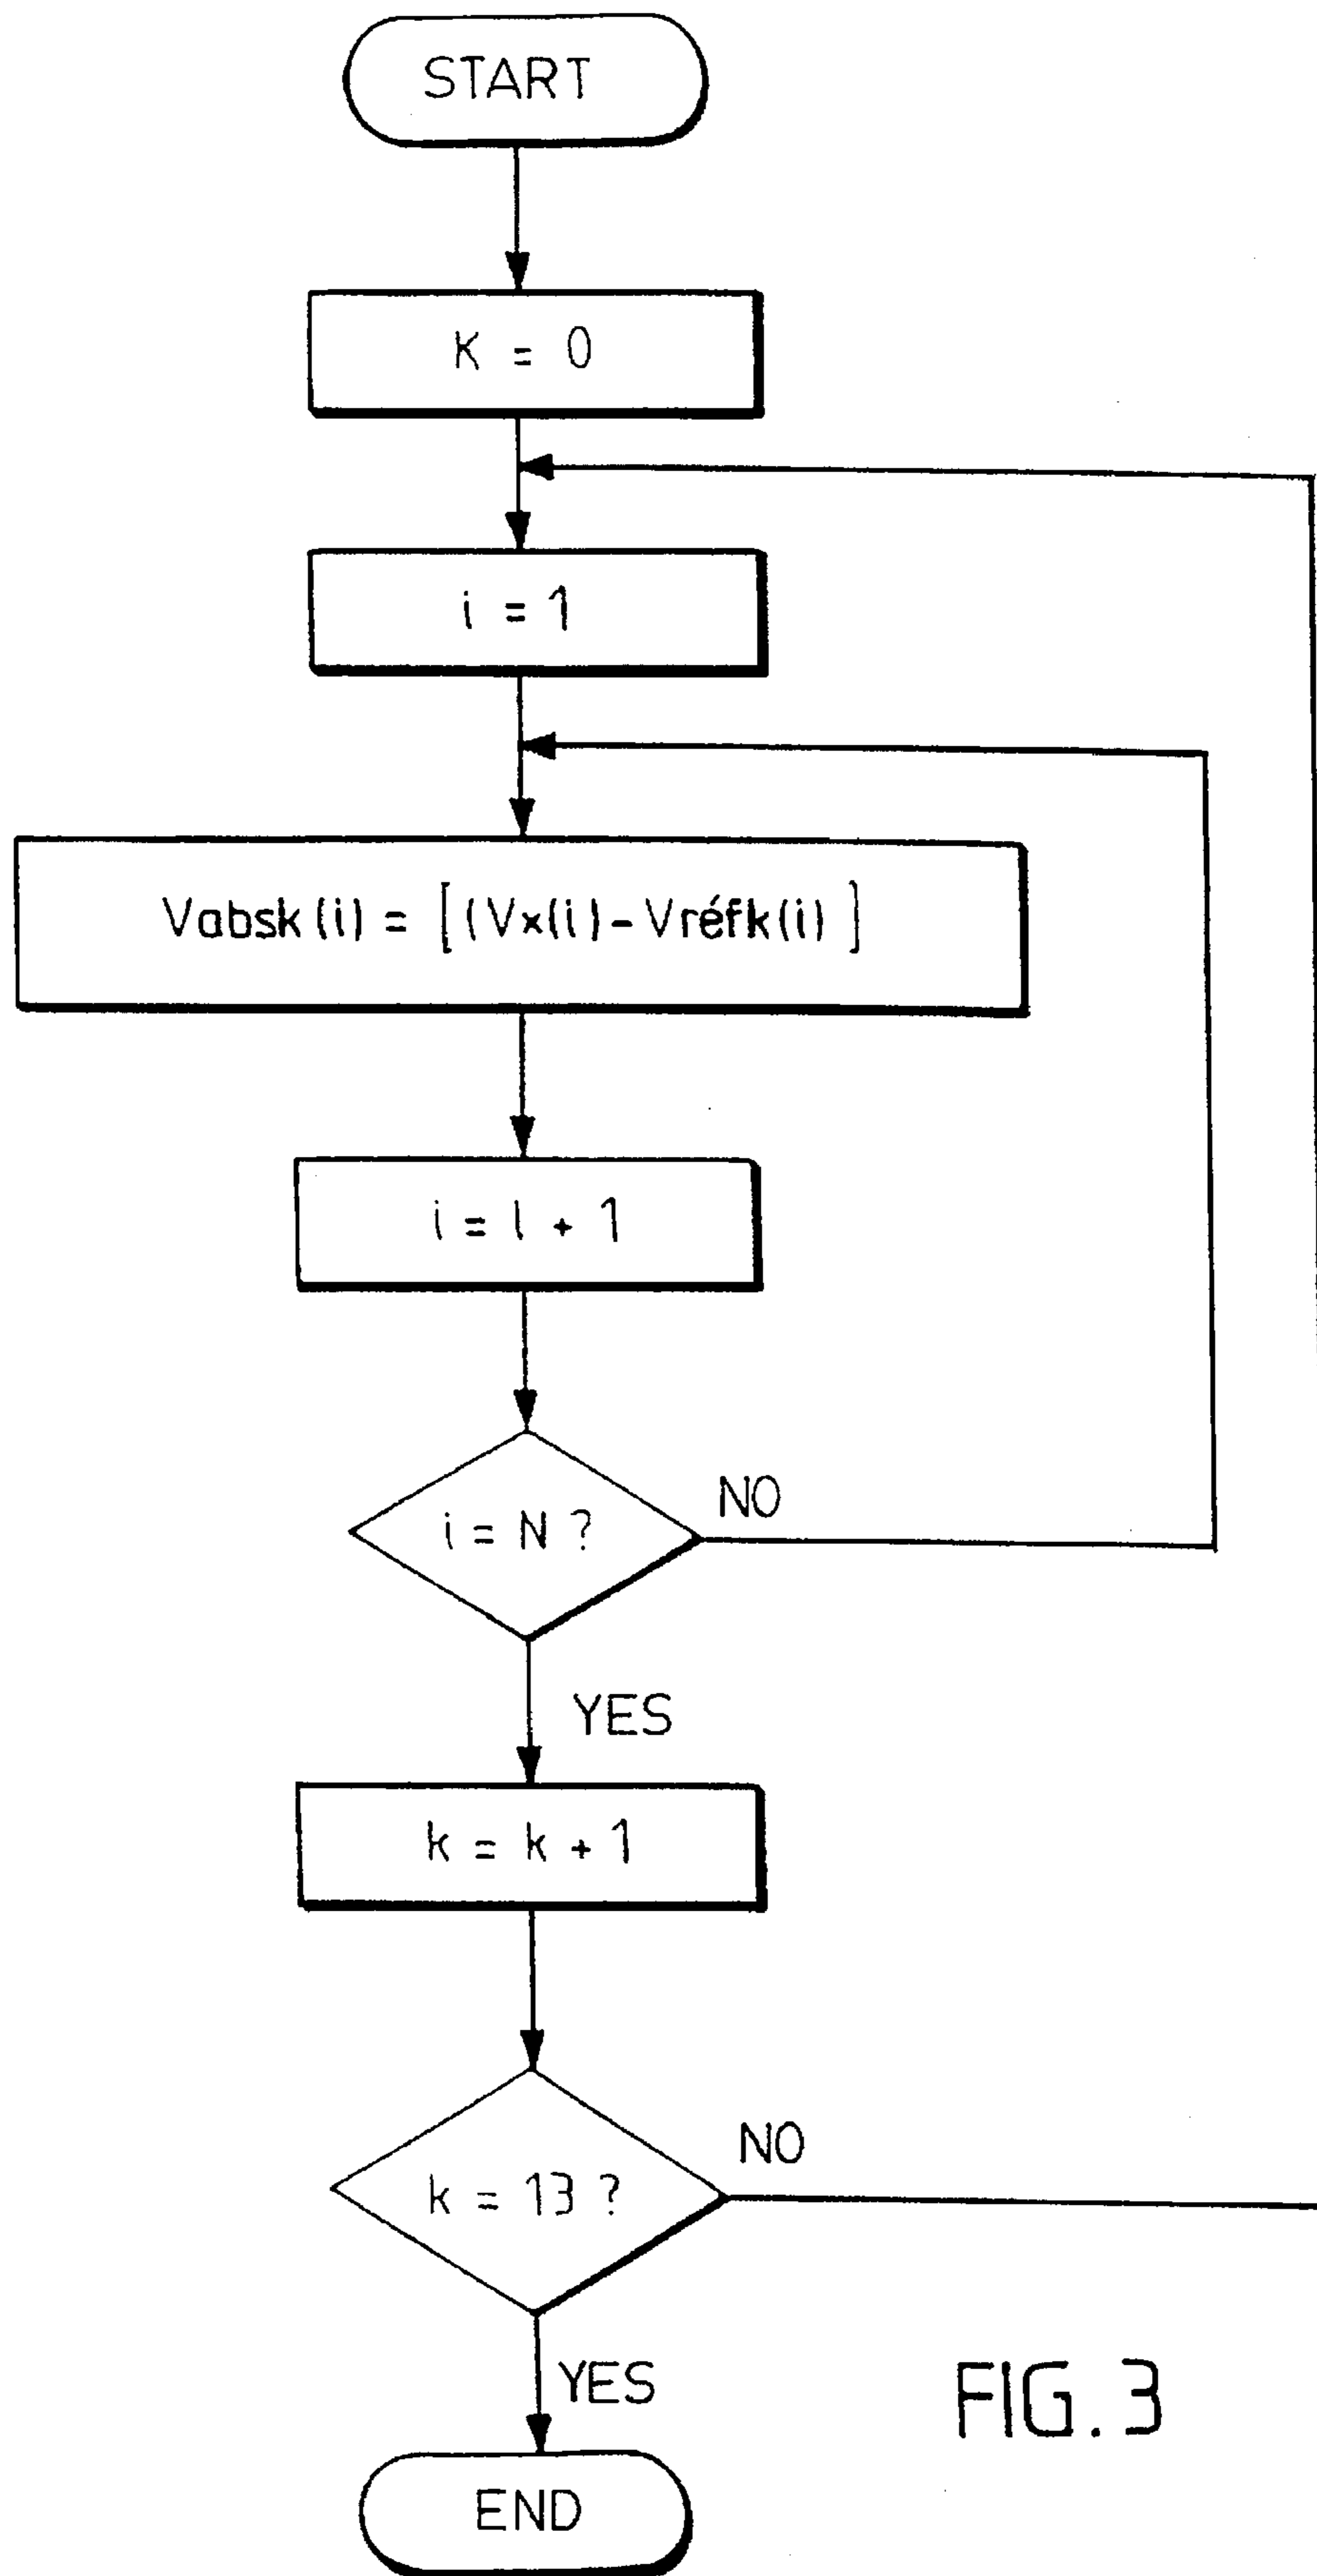 START
K = 0
i = 1
Vabsk(i) = [(Vx(i)-Vréfk(i) ]
i = l + 1
i = N ?
NO
YES
k = k + 1
k = 13 ?
NO
YES
END
FIG. 3